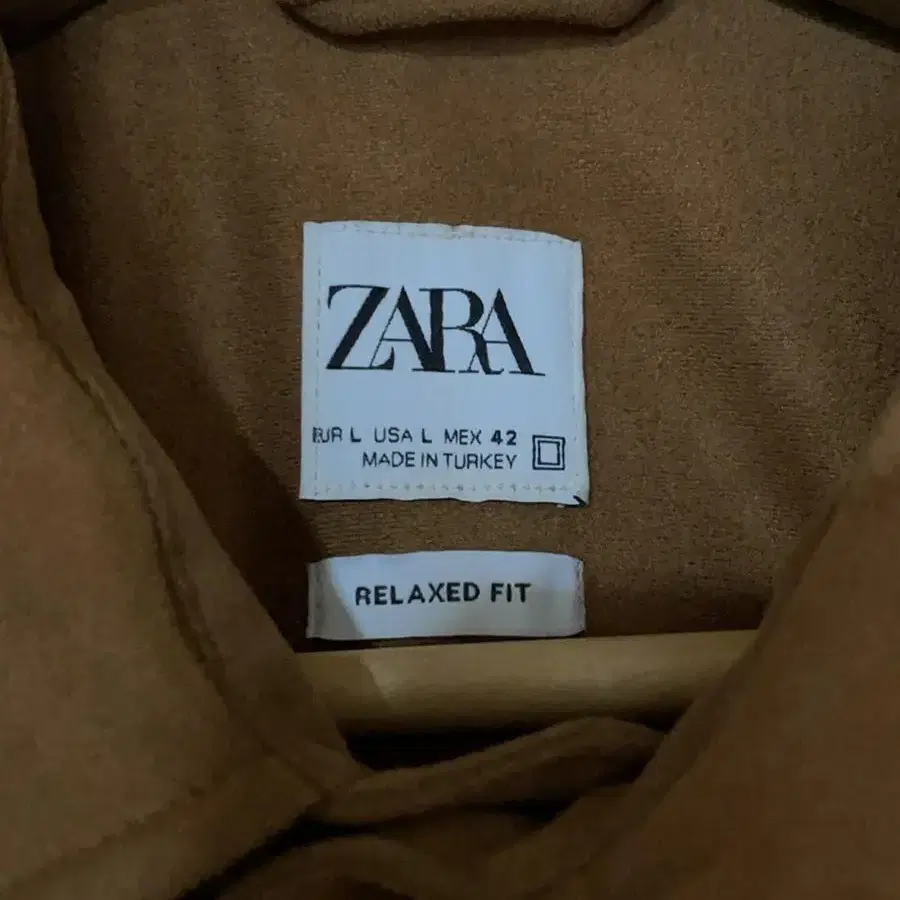 ZARA
EUR L USA L MEX 42
MADE IN TURKEY
RELAXED FIT